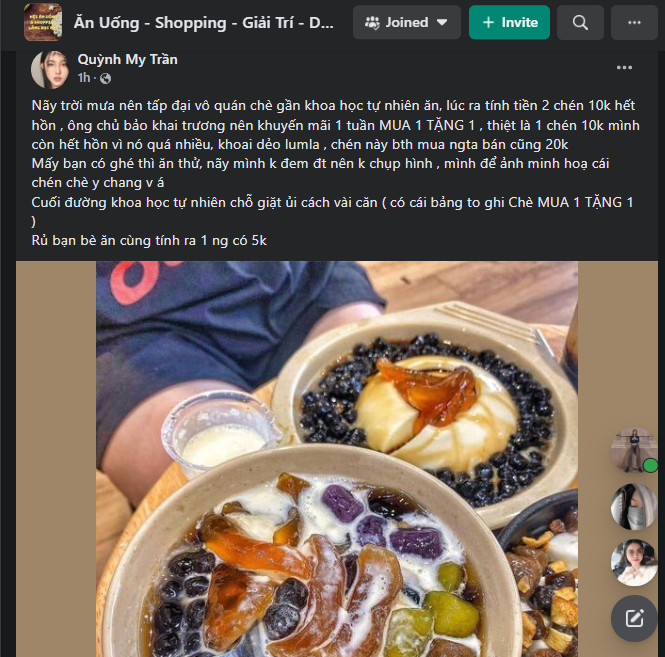 Ăn Uống - Shopping - Giải Trí - D...
Joined
+ Invite
Quỳnh My Trần
1h ·
Nãy trời mưa nên tấp đại vô quán chè gần khoa học tự nhiên ăn, lúc ra tính tiền 2 chén 10k hết
hồn , ông chủ bảo khai trương nên khuyến mãi 1 tuần MUA 1 TẶNG 1 , thiệt là 1 chén 10k mình
còn hết hồn vì nó quá nhiều, khoai dẻo lumla , chén này bth mua ngta bán cũng 20k
Mấy bạn có ghé thì ăn thử, nãy mình k đem đt nên k chụp hình , mình để ảnh minh hoạ cái
chén chè y chang v á
Cuối đường khoa học tự nhiên chỗ giặt ủi cách vài căn ( có cái bảng to ghi Chè MUA 1 TẶNG 1
)
Rủ bạn bè ăn cùng tính ra 1 ng có 5k